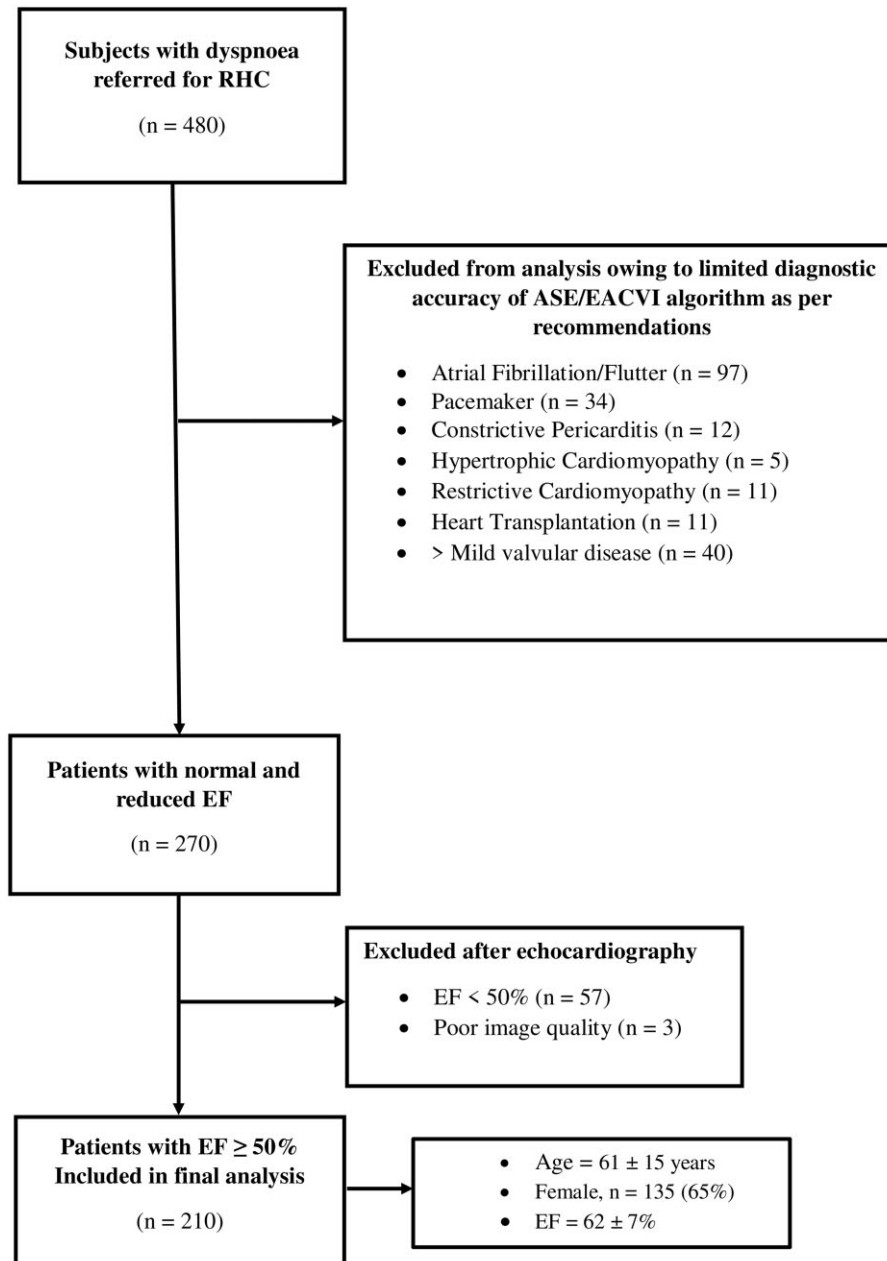 Subjects with dyspnoea
referred for RHC
(n = 480)
Excluded from analysis owing to limited diagnostic
accuracy of ASE/EACVI algorithm as per
recommendations
• Atrial Fibrillation/Flutter (n = 97)
• Pacemaker (n = 34)
• Constrictive Pericarditis (n = 12)
• Hypertrophic Cardiomyopathy (n = 5)
• Restrictive Cardiomyopathy (n = 11)
• Heart Transplantation (n = 11)
• > Mild valvular disease (n = 40)
Patients with normal and
reduced EF
(n = 270)
Excluded after echocardiography
• EF < 50% (n = 57)
• Poor image quality (n = 3)
Patients with EF ≥ 50%
Included in final analysis
(n = 210)
• Age = 61 ± 15 years
• Female, n = 135 (65%)
• EF = 62 ± 7%